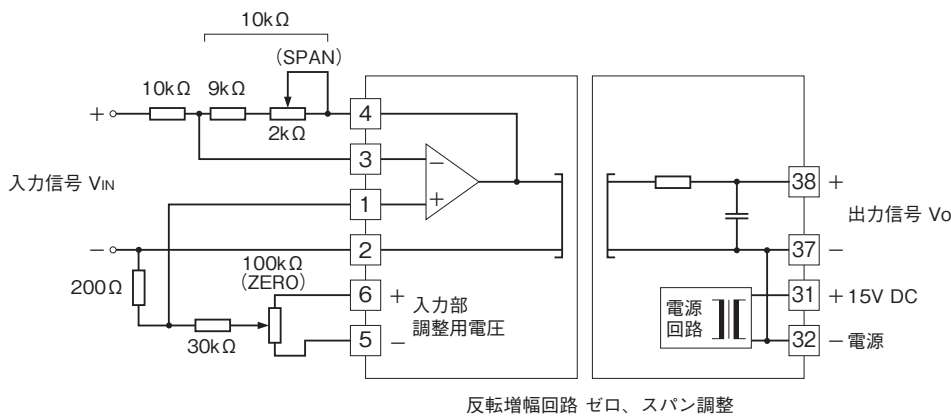 10kΩ
(SPAN)
10kΩ
9kΩ
2kΩ
+
4
3
1
2
6
5
−
+
入力信号 VIN
−
200Ω
100kΩ
(ZERO)
30kΩ
+
−
入力部
調整用電圧
38
+
出力信号 Vo
37
−
31
+15V DC
32
−電源
電源
回路
反転増幅回路 ゼロ、スパン調整